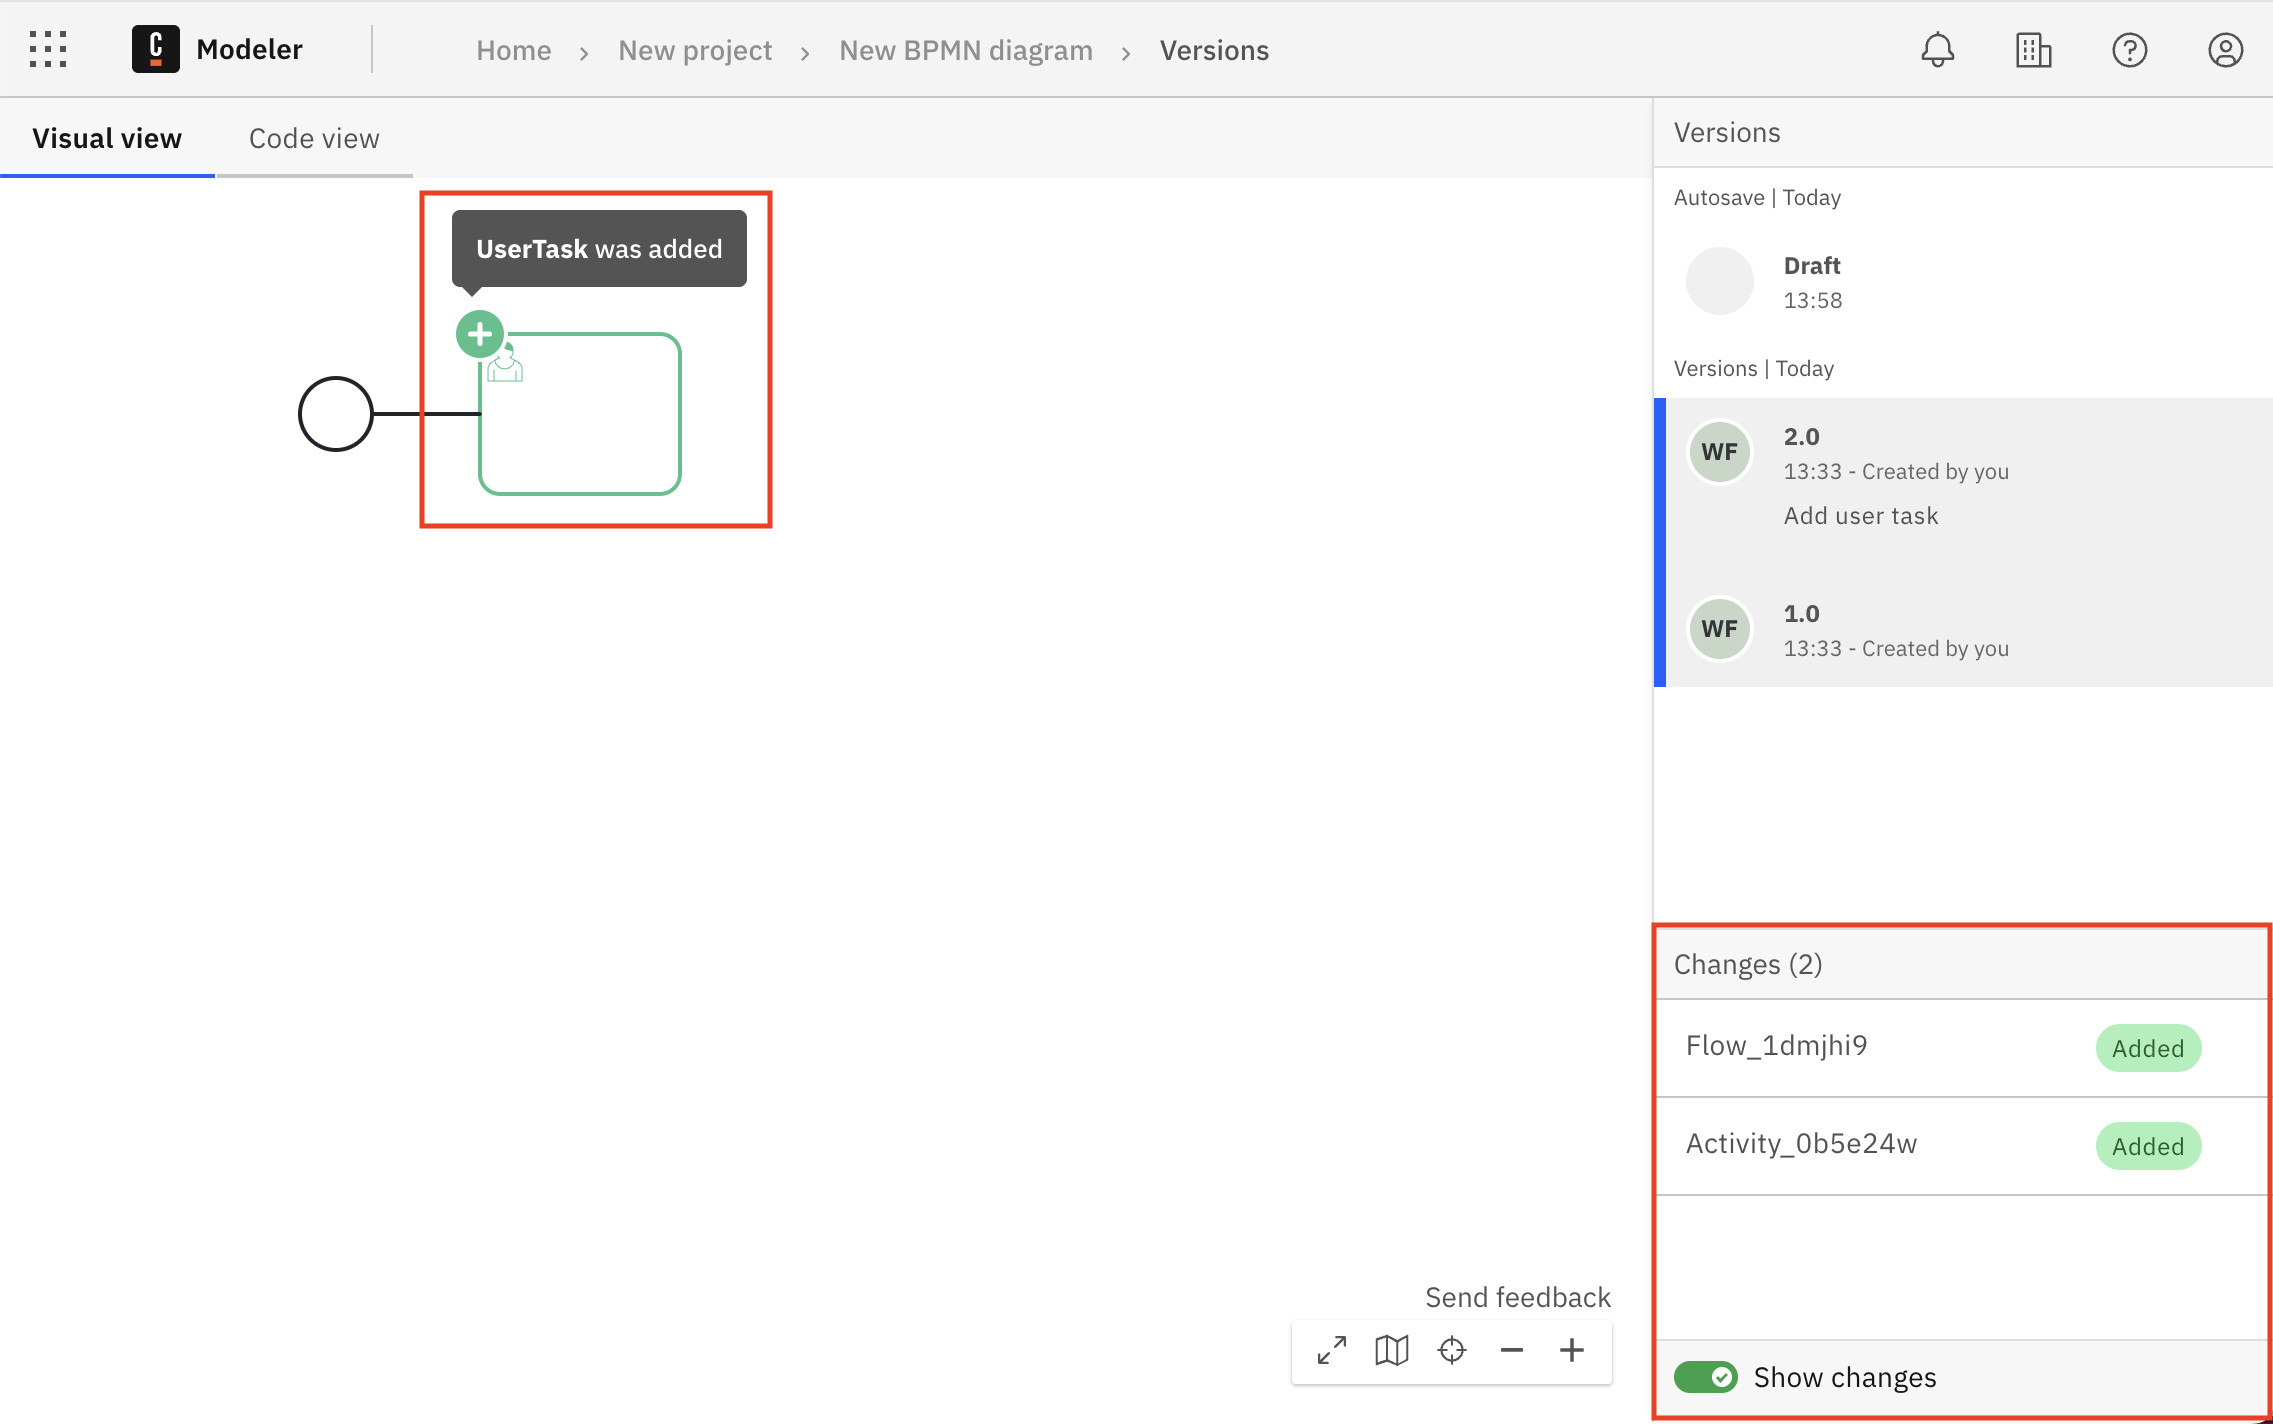 C Modeler Home › New project › New BPMN diagram › Versions
Visual view Code view
UserTask was added
Versions
Autosave | Today
Draft
13:58
Versions | Today
WF 2.0
13:33 - Created by you
Add user task
WF 1.0
13:33 - Created by you
Changes (2)
Flow_1dmjhi9 Added
Activity_0b5e24w Added
Send feedback
Show changes